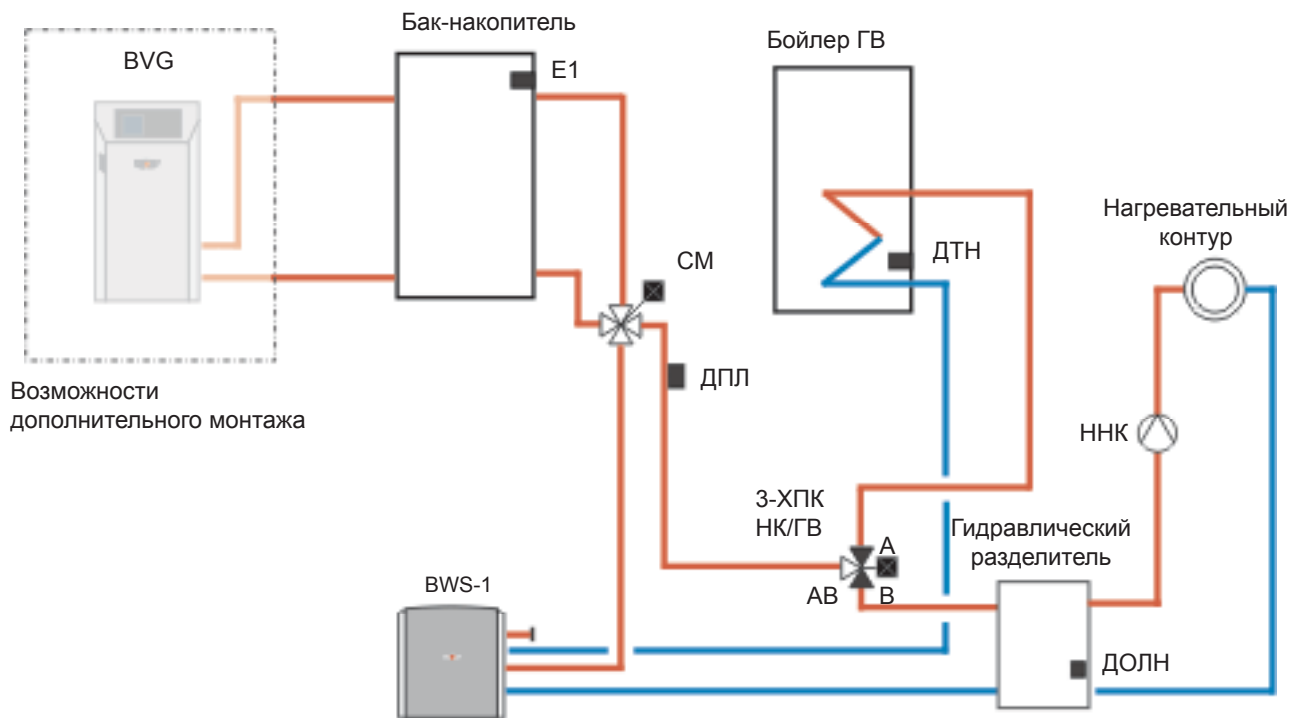 Бак-накопитель
BVG
E1
Бойлер ГВ
СМ
ДТН
Нагревательный
контур
Возможности
дополнительного монтажа
ДПЛ
ННК
3-ХПК
НК/ГВ
A
AB
B
Гидравлический
разделитель
BWS-1
ДОЛН